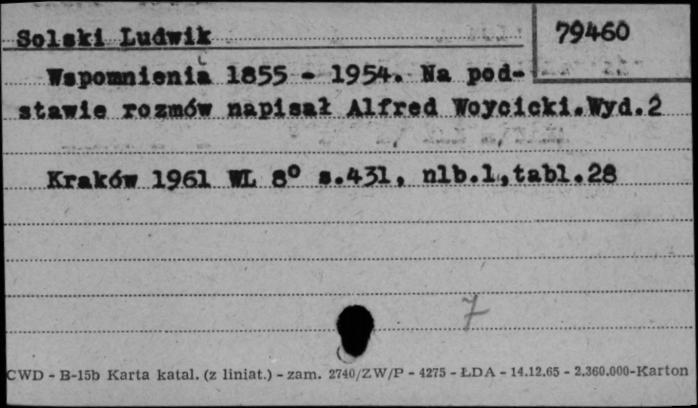 Solski Ludwik
79460
Wspomnienia 1855 - 1954. Na pod-
stawie rozmów napisał Alfred Woycicki.Wyd.2
Kraków 1961 WL 8° s.431, nlb.1,tabl.28
7
CWD - B-15b Karta katal. (z liniat.) - zam. 2740/ZW/P - 4275 - ŁDA - 14.12.65 - 2.360.000-Karton